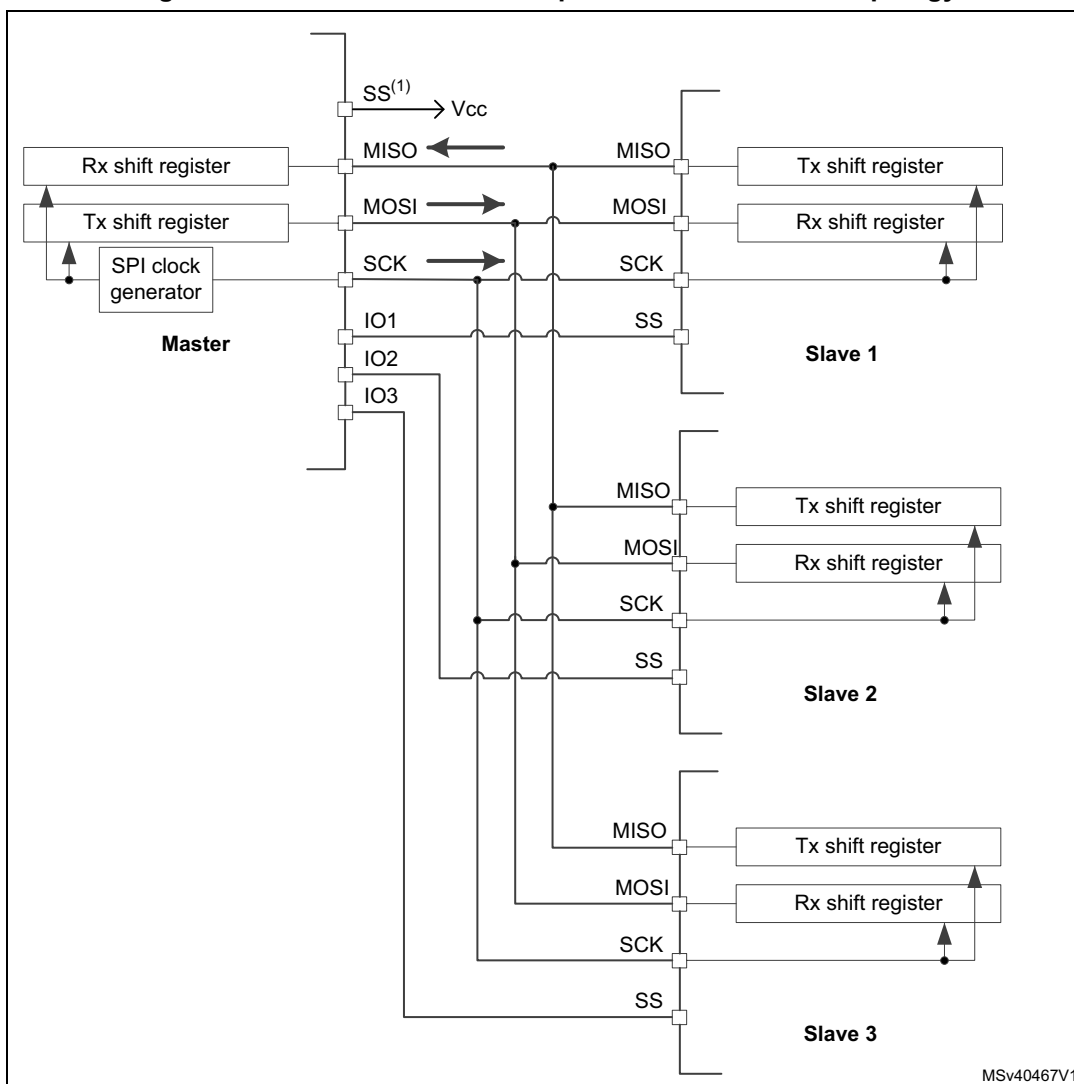 SS(1)
Vcc
Rx shift register
MISO
MISO
Tx shift register
Tx shift register
MOSI
MOSI
Rx shift register
SPI clock
generator
SCK
SCK
Master
IO1
SS
Slave 1
IO2
IO3
MISO
Tx shift register
MOSI
Rx shift register
SCK
SS
Slave 2
MISO
Tx shift register
MOSI
Rx shift register
SCK
SS
Slave 3
MSv40467V1